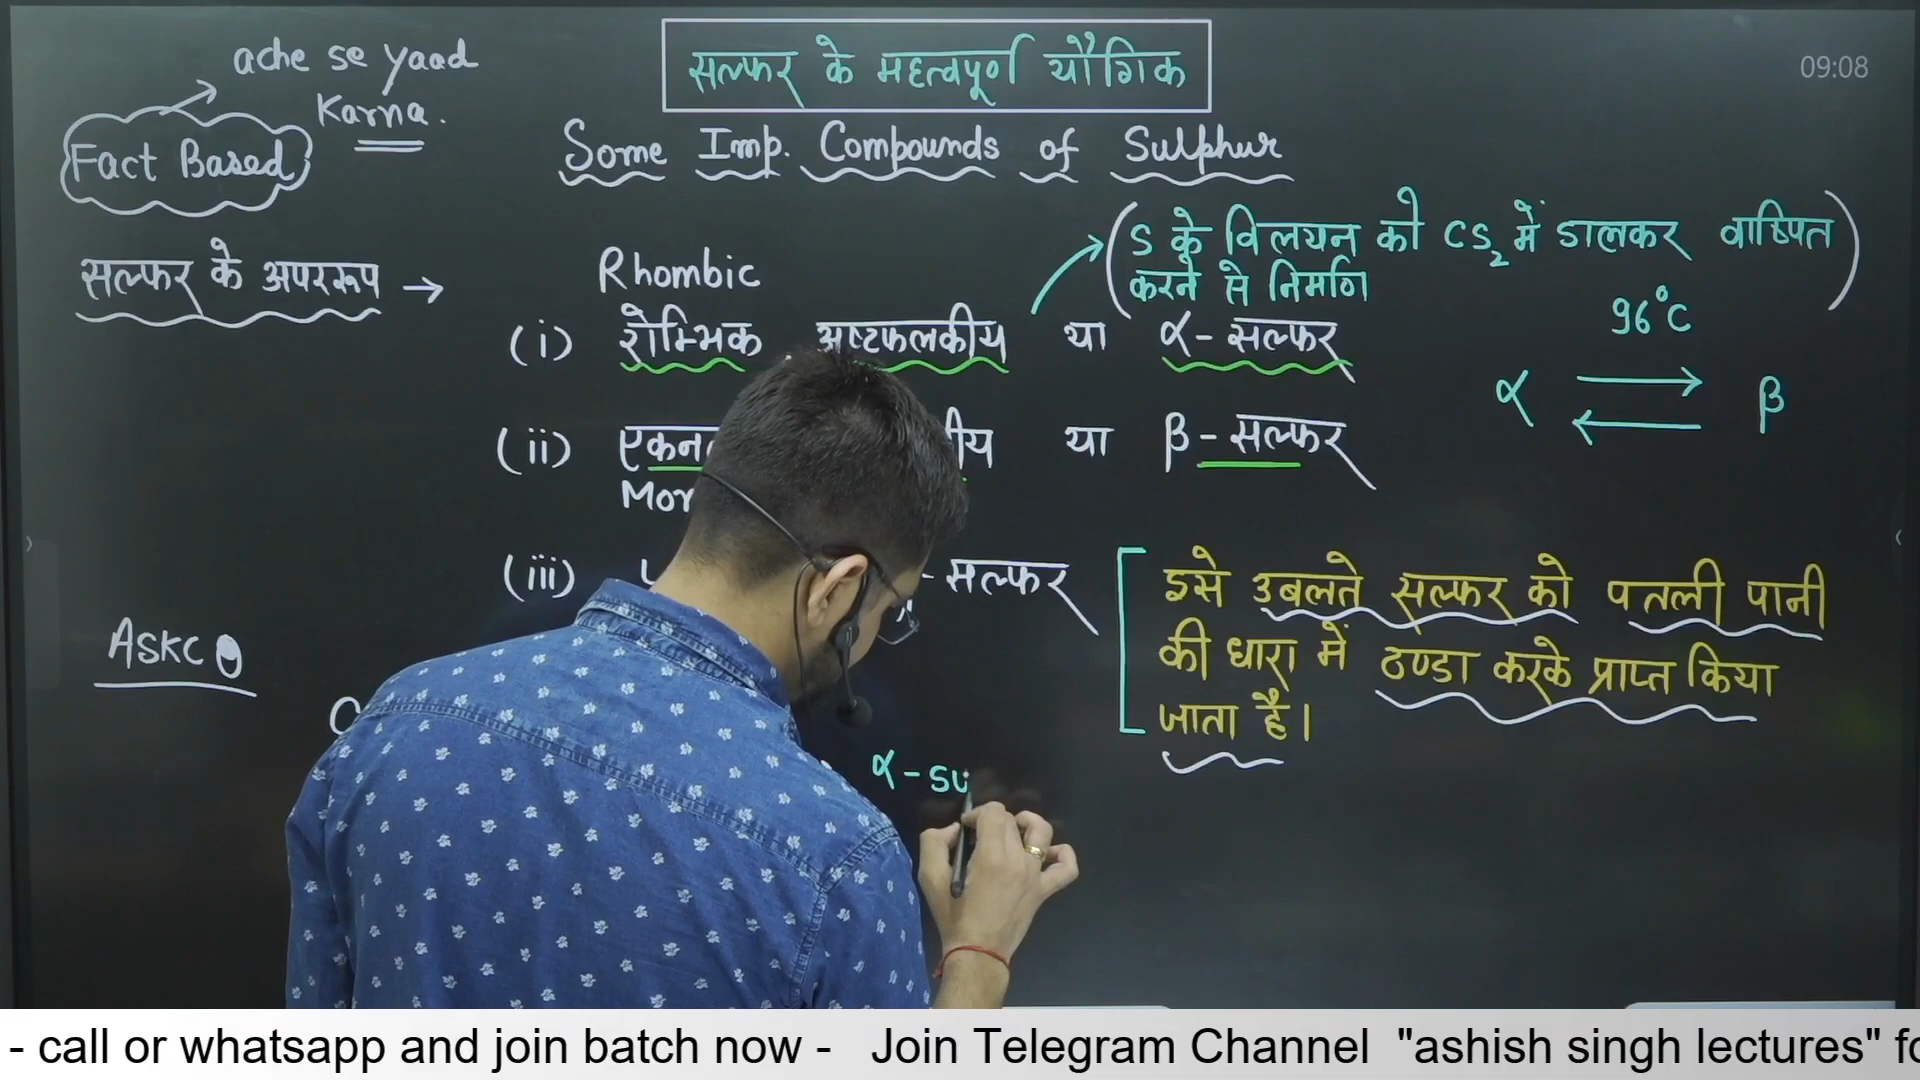 ache se yaad
Karna.
Fact Based
सल्फर के महत्वपूर्ण यौगिक
09:08
Some Imp. Compounds of Sulphur
(S के विलयन को CS2 में डालकर वाष्पित
करने से निर्माण)
सल्फर के अपररूप →
Rhombic
(i) रोम्भिक अष्टफलकीय या α-सल्फर
96°C
α ⇌ β
(ii) या β-सल्फर
(iii) -सल्फर
[इसे उबलते सल्फर को पतली पानी
की धारा में ठण्डा करके प्राप्त किया
जाता है।
ASKC
α-su
- call or whatsapp and join batch now - Join Telegram Channel "ashish singh lectures"